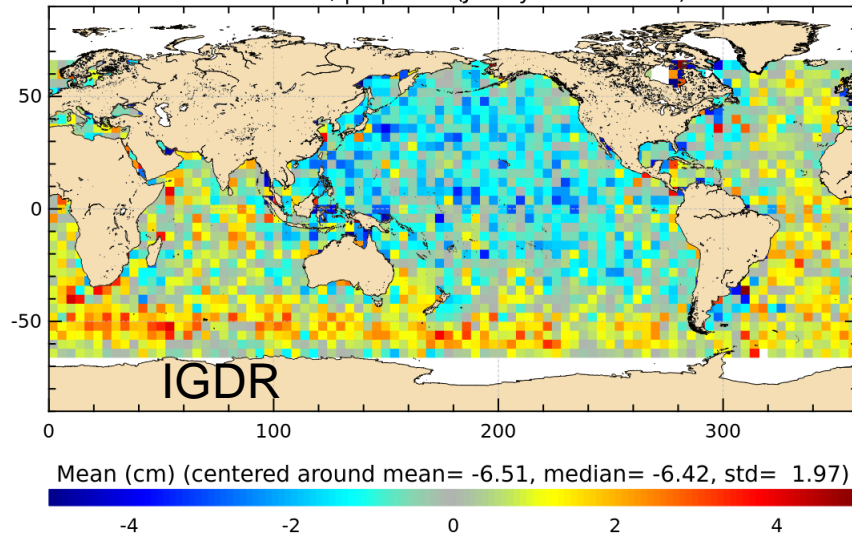 50
0
-50
IGDR
0 100 200 300
Mean (cm) (centered around mean= -6.51, median= -6.42, std= 1.97)
-4 -2 0 2 4